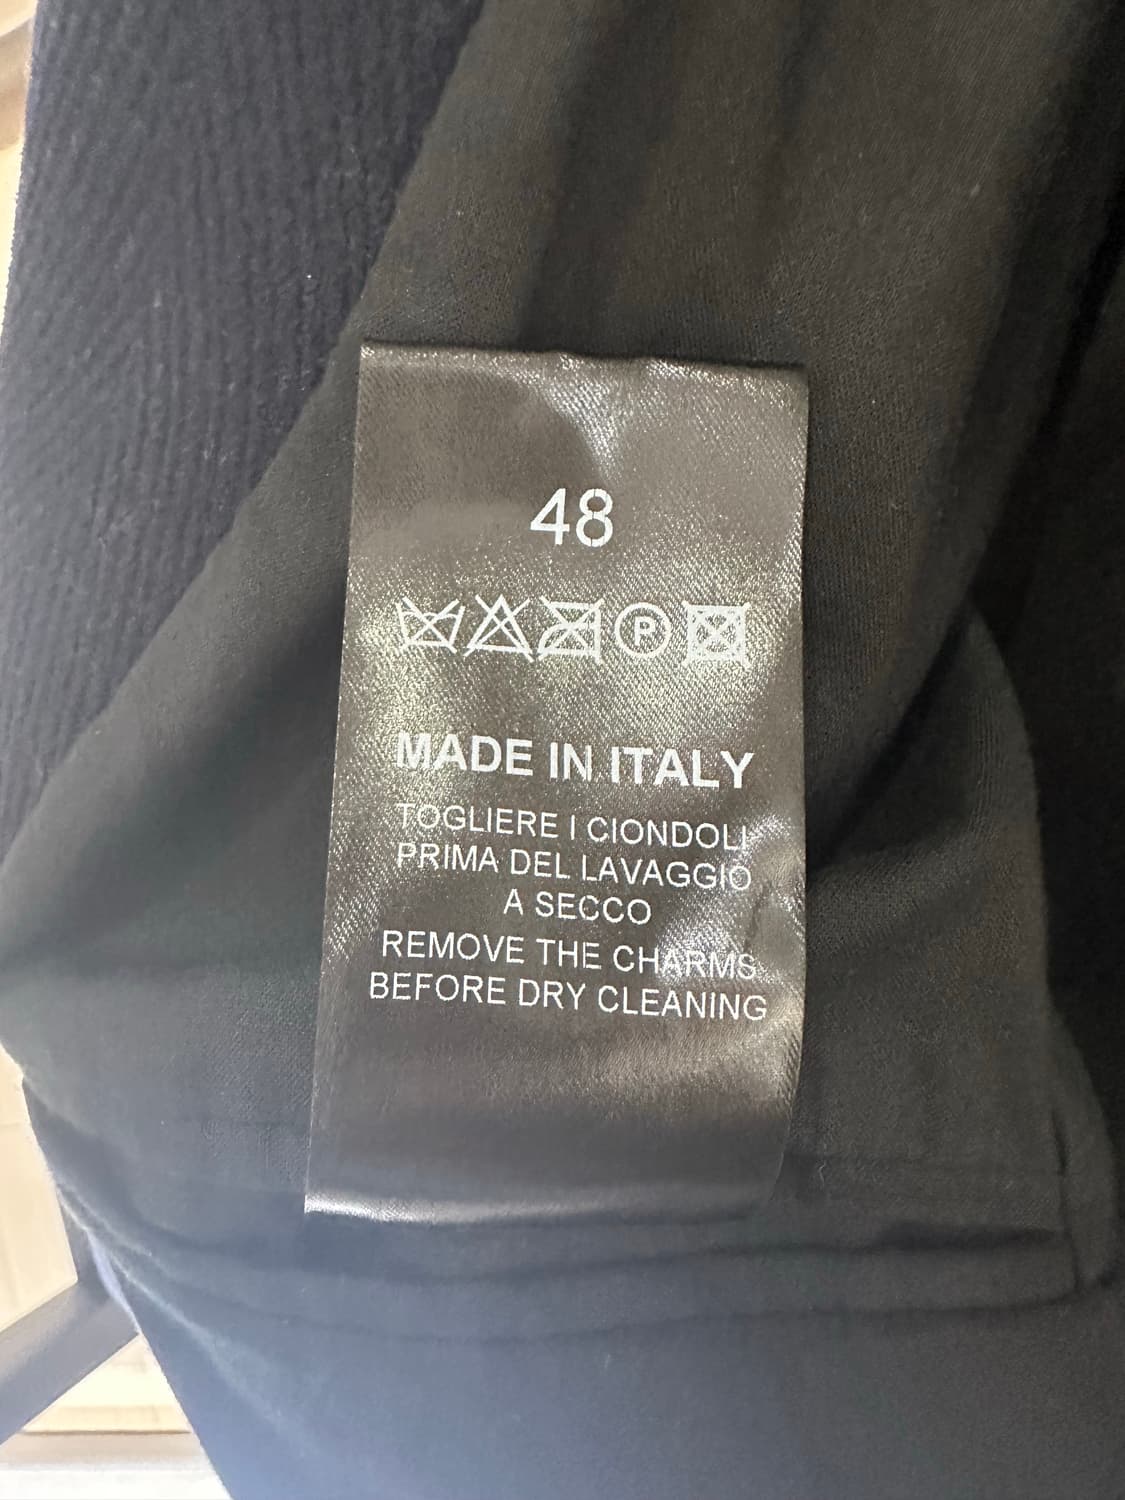 48
P
MADE IN ITALY
TOGLIERE I CIONDOLI
PRIMA DEL LAVAGGIO
A SECCO
REMOVE THE CHARMS
BEFORE DRY CLEANING